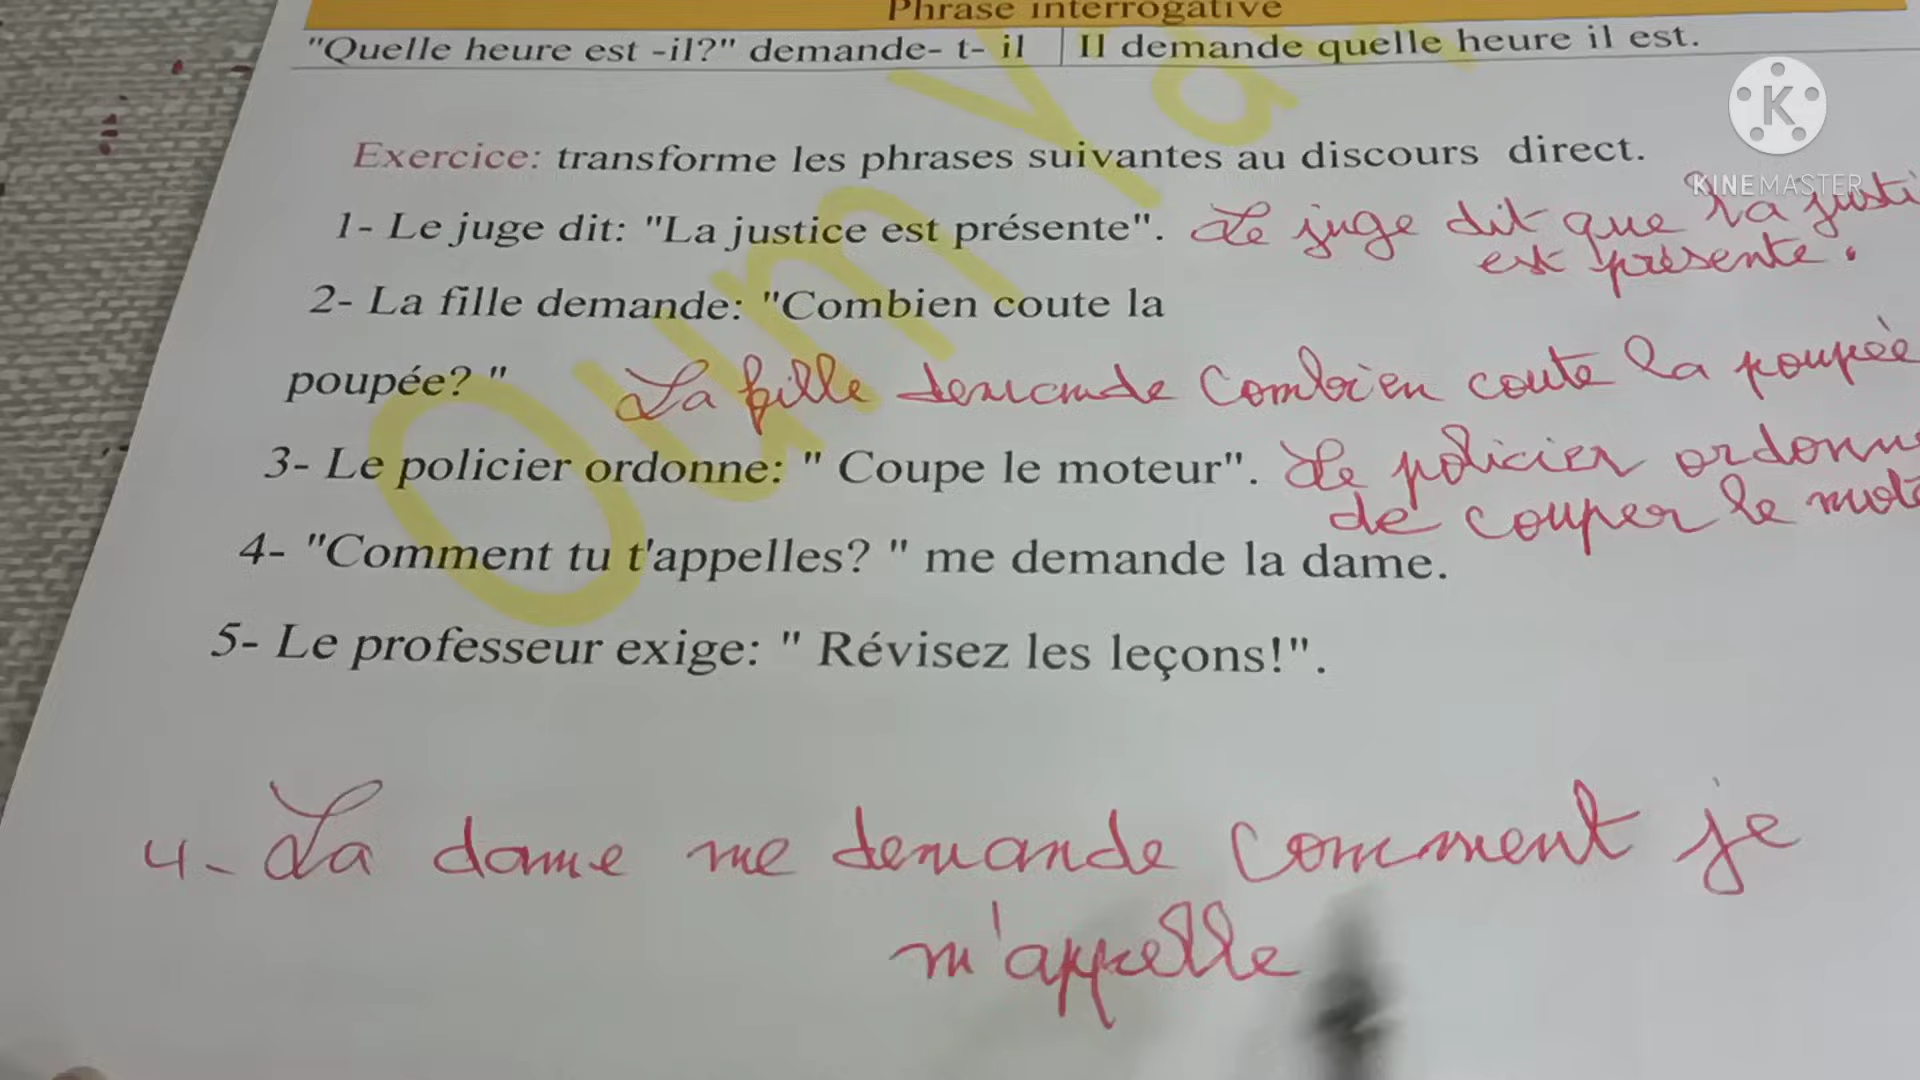 Phrase interrogative
"Quelle heure est -il?" demande- t- il Il demande quelle heure il est.
KINEMASTER
Exercice: transforme les phrases suivantes au discours direct.
1- Le juge dit: "La justice est présente". Le juge dit que la justi
est présente.
2- La fille demande: "Combien coute la
poupée? " La fille demande Combien coute la poupée
3- Le policier ordonne: " Coupe le moteur". Le policier ordonne
de couper le mote
4- "Comment tu t'appelles? " me demande la dame.
5- Le professeur exige: " Révisez les leçons!".
4- La dame me demande comment je
m'appelle